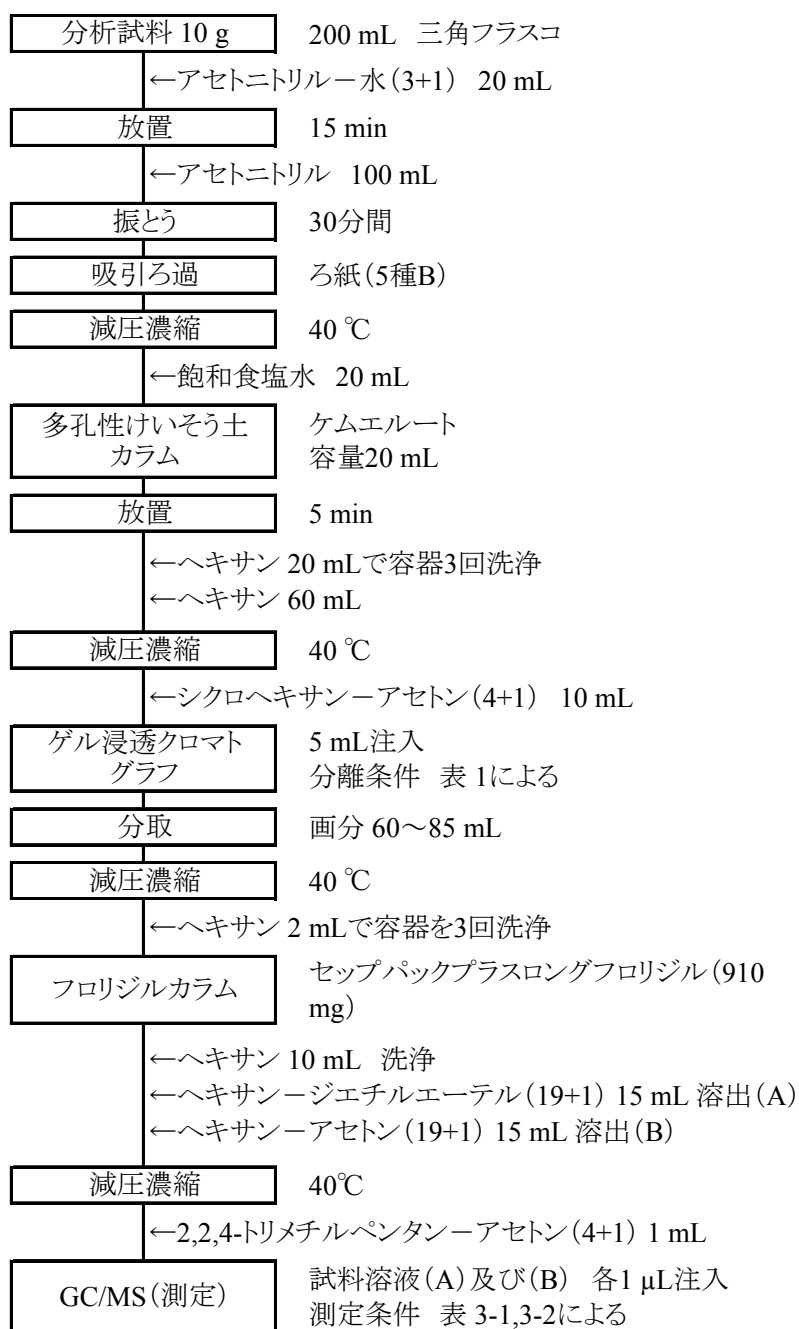 分析試料 10 g 200 mL 三角フラスコ
←アセトニトリル－水(3+1) 20 mL
放置 15 min
←アセトニトリル 100 mL
振とう 30分間
吸引ろ過 ろ紙(5種B)
減圧濃縮 40 ℃
←飽和食塩水 20 mL
多孔性けいそう土 ケムエルート
カラム 容量20 mL
放置 5 min
←ヘキサン 20 mLで容器3回洗浄
←ヘキサン 60 mL
減圧濃縮 40 ℃
←シクロヘキサン－アセトン(4+1) 10 mL
ゲル浸透クロマト 5 mL注入
グラフ 分離条件 表 1による
分取 画分 60～85 mL
減圧濃縮 40 ℃
←ヘキサン 2 mLで容器を3回洗浄
フロリジルカラム セップパックプラスロングフロリジル(910
mg)
←ヘキサン 10 mL 洗浄
←ヘキサン－ジエチルエーテル(19+1) 15 mL 溶出(A)
←ヘキサン－アセトン(19+1) 15 mL 溶出(B)
減圧濃縮 40℃
←2,2,4-トリメチルペンタン－アセトン(4+1) 1 mL
GC/MS(測定) 試料溶液(A)及び(B) 各1 μL注入
測定条件 表 3-1,3-2による